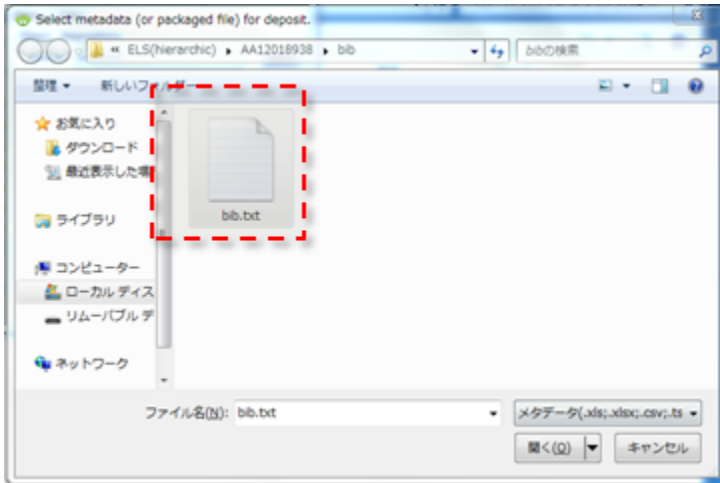 Select metadata (or packaged file) for deposit.
« ELS(hierarchic) ▸ AA12018938 ▸ bib
bibの検索
整理 ▾ 新しいフォルダー
お気に入り
ダウンロード
最近表示した場
ライブラリ
コンピューター
ローカル ディス
リムーバブル デ
ネットワーク
bib.txt
ファイル名(N): bib.txt
メタデータ(.xls;.xlsx;.csv;.ts
開く(O)
キャンセル